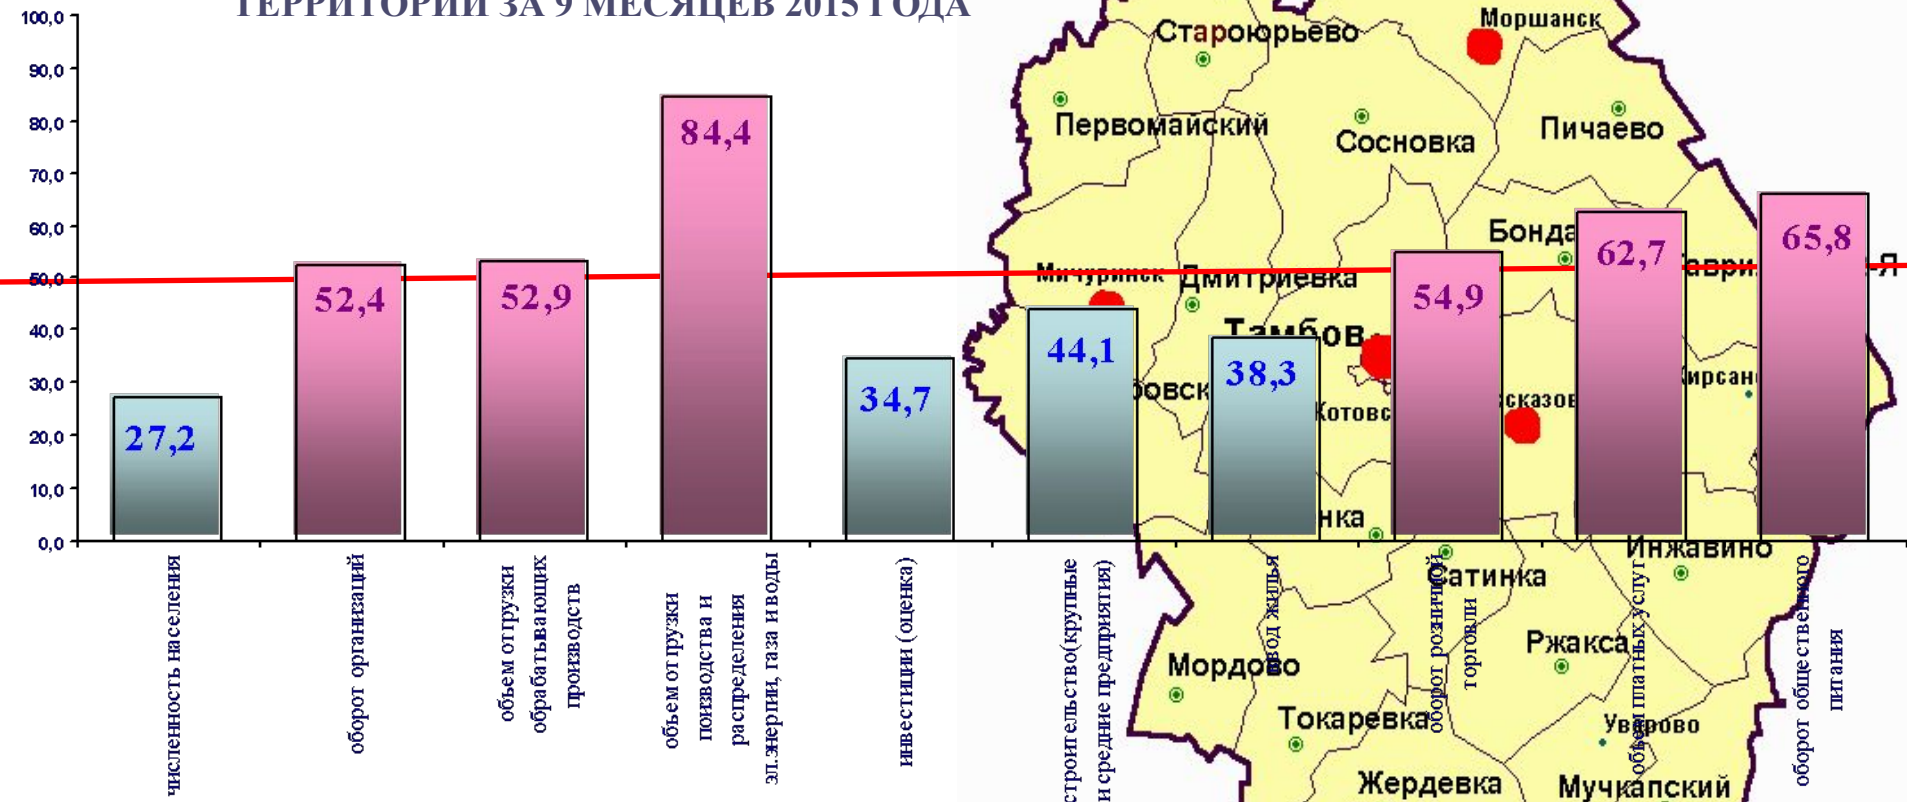 ТЕРРИТОРИИ ЗА 9 МЕСЯЦЕВ 2015 ГОДА
100,0
90,0
80,0
70,0
60,0
50,0
40,0
30,0
20,0
10,0
0,0
27,2
52,4
52,9
84,4
34,7
44,1
38,3
54,9
62,7
65,8
численность населения
оборот организаций
объем отгрузки
обрабатывающих
производств
объем отгрузки
поизводства и
распределения
эл.энергии, газа и воды
инвестиции (оценка)
строительство(крупные
и средние предприятия)
ввод жилья
оборот розничной
торговли
объем платных услуг
оборот общественного
питания
Староюрьево
Моршанск
Первомайский
Сосновка
Пичаево
Бонда
Мичуринск
Дмитриевка
Тамбов
Инжавино
Сатинка
Ржакса
Мордово
Токаревка
Уварово
Жердевка
Мучкапский